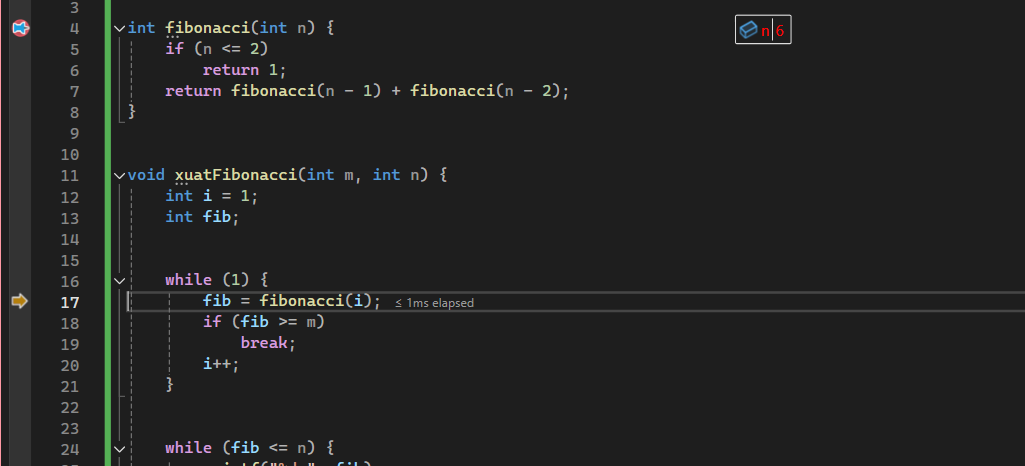 3
4 int fibonacci(int n) { n 6
5 if (n <= 2)
6 return 1;
7 return fibonacci(n - 1) + fibonacci(n - 2);
8 }
9
10
11 void xuatFibonacci(int m, int n) {
12 int i = 1;
13 int fib;
14
15
16 while (1) {
17 fib = fibonacci(i); ≤ 1ms elapsed
18 if (fib >= m)
19 break;
20 i++;
21 }
22
23
24 while (fib <= n) {